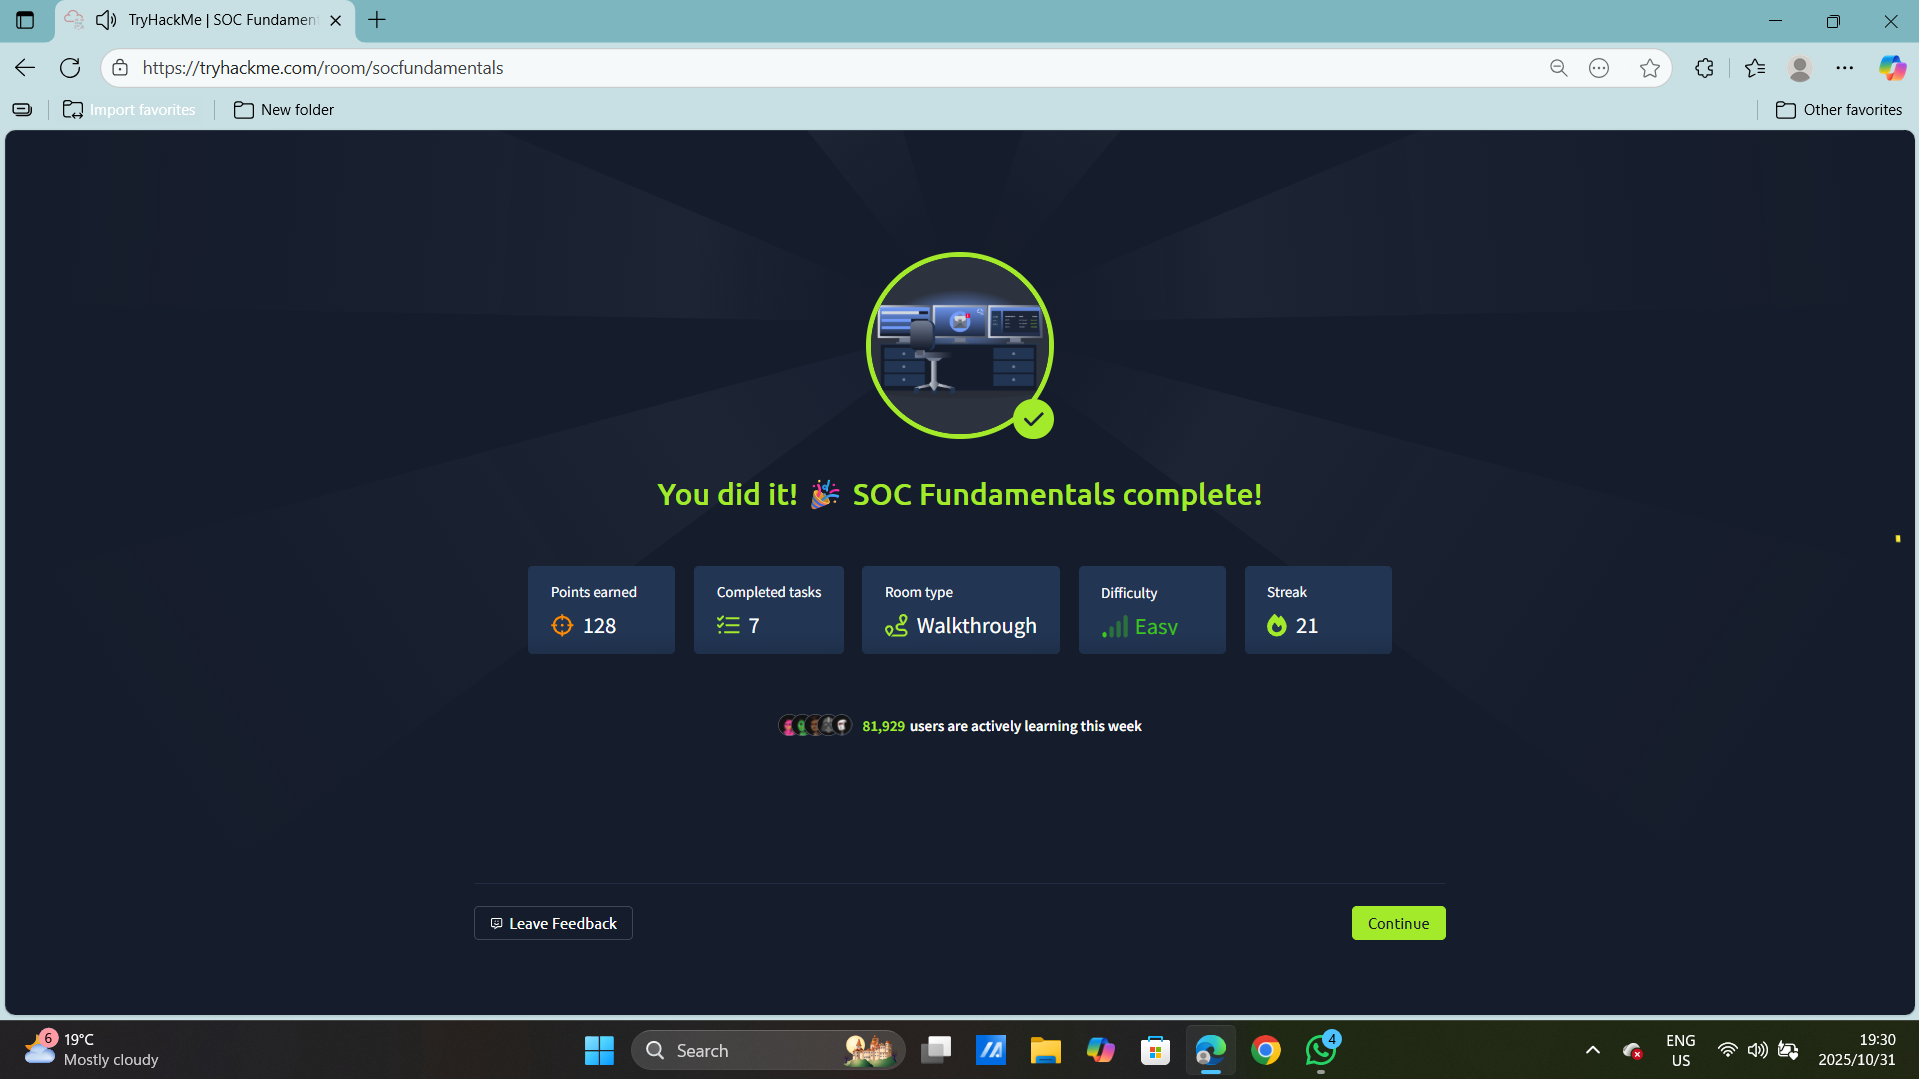 TryHackMe | SOC Fundamen
https://tryhackme.com/room/socfundamentals
Import favorites
New folder
Other favorites
You did it! 🎉 SOC Fundamentals complete!
Points earned
128
Completed tasks
7
Room type
Walkthrough
Difficulty
Easy
Streak
21
81,929 users are actively learning this week
Leave Feedback
Continue
6
19°C
Mostly cloudy
Search
4
ENG
US
19:30
2025/10/31